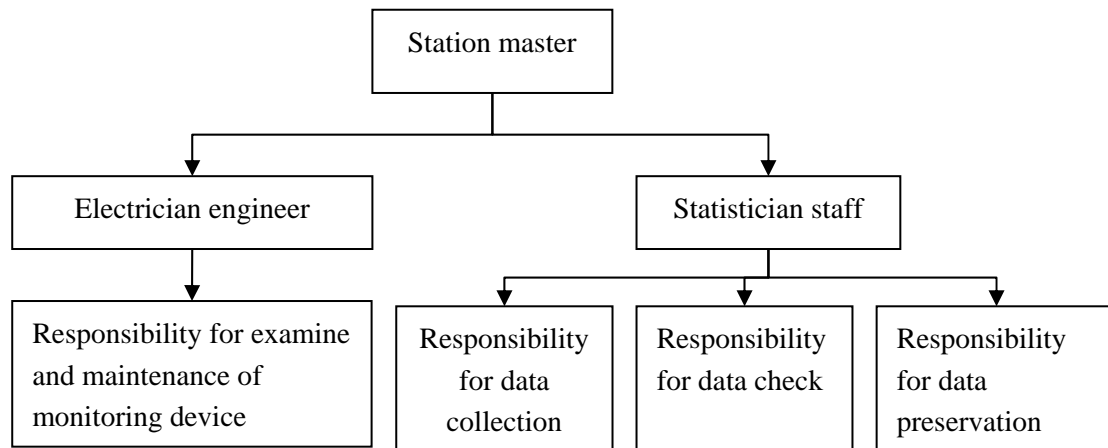 Station master
Electrician engineer
Statistician staff
Responsibility for examine
and maintenance of
monitoring device
Responsibility
for data
collection
Responsibility
for data check
Responsibility
for data
preservation